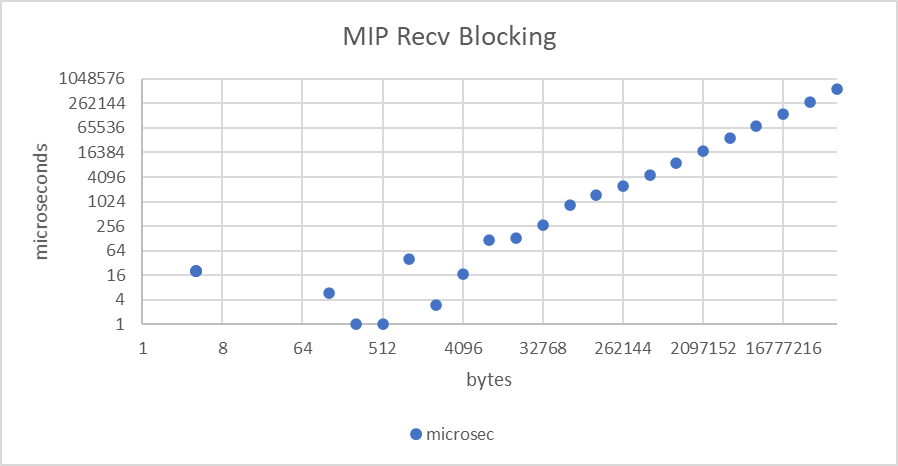 MIP Recv Blocking
1048576
262144
65536
16384
4096
1024
256
64
16
4
1
microseconds
1 8 64 512 4096 32768 262144 2097152 16777216
bytes
microsec